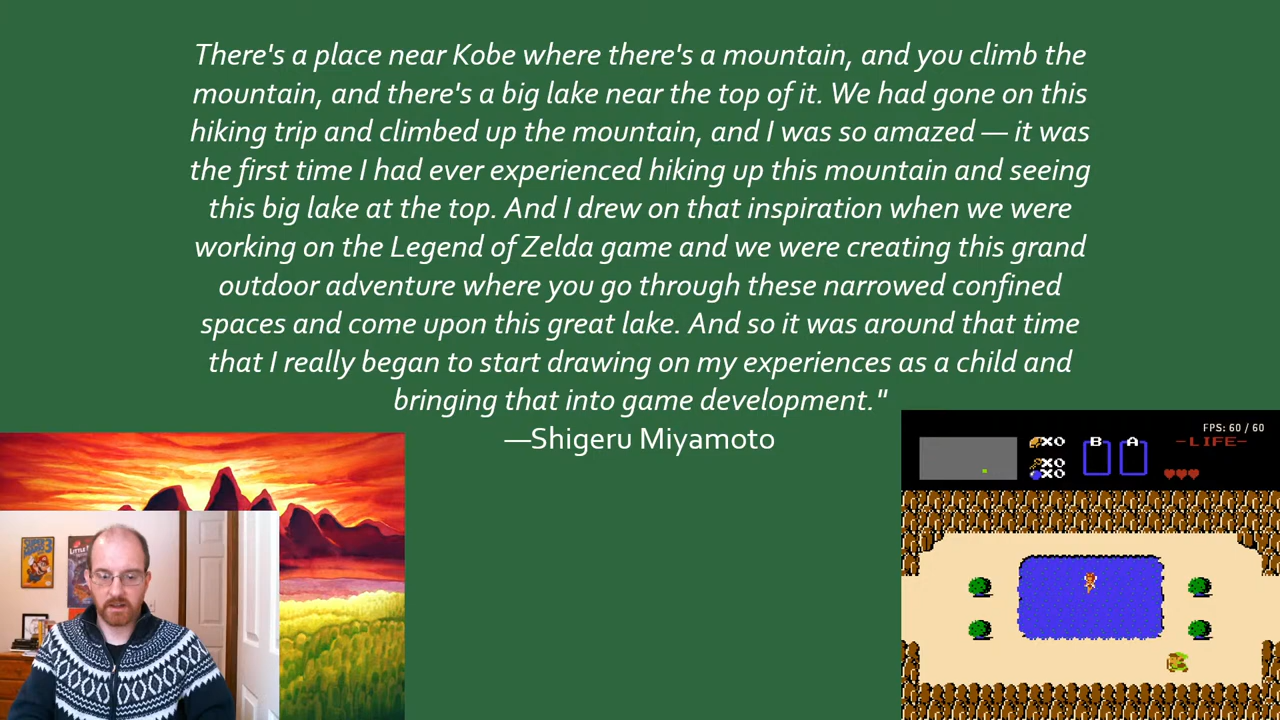 There's a place near Kobe where there's a mountain, and you climb the
mountain, and there's a big lake near the top of it. We had gone on this
hiking trip and climbed up the mountain, and I was so amazed — it was
the first time I had ever experienced hiking up this mountain and seeing
this big lake at the top. And I drew on that inspiration when we were
working on the Legend of Zelda game and we were creating this grand
outdoor adventure where you go through these narrowed confined
spaces and come upon this great lake. And so it was around that time
that I really began to start drawing on my experiences as a child and
bringing that into game development."
—Shigeru Miyamoto
FPS: 60 / 60
X0 B A -LIFE-
X0
X0